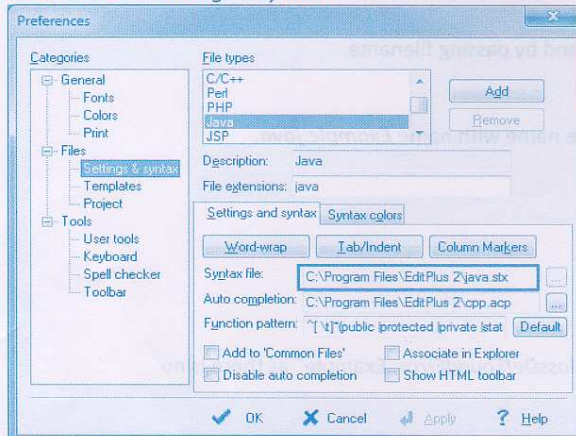 Preferences
Categories
General
Fonts
Colors
Print
Files
Settings & syntax
Templates
Project
Tools
User tools
Keyboard
Spell checker
Toolbar
File types
C/C++
Perl
PHP
Java
JSP
Add
Remove
Description: Java
File extensions: java
Settings and syntax Syntax colors
Word-wrap Tab/Indent Column Markers
Syntax file: C:\Program Files\EditPlus 2\java.stx ...
Auto completion: C:\Program Files\EditPlus 2\cpp.acp ...
Function pattern: ^[ \t]*(public |protected |private |stat Default
Add to 'Common Files' Associate in Explorer
Disable auto completion Show HTML toolbar
OK Cancel Apply ? Help